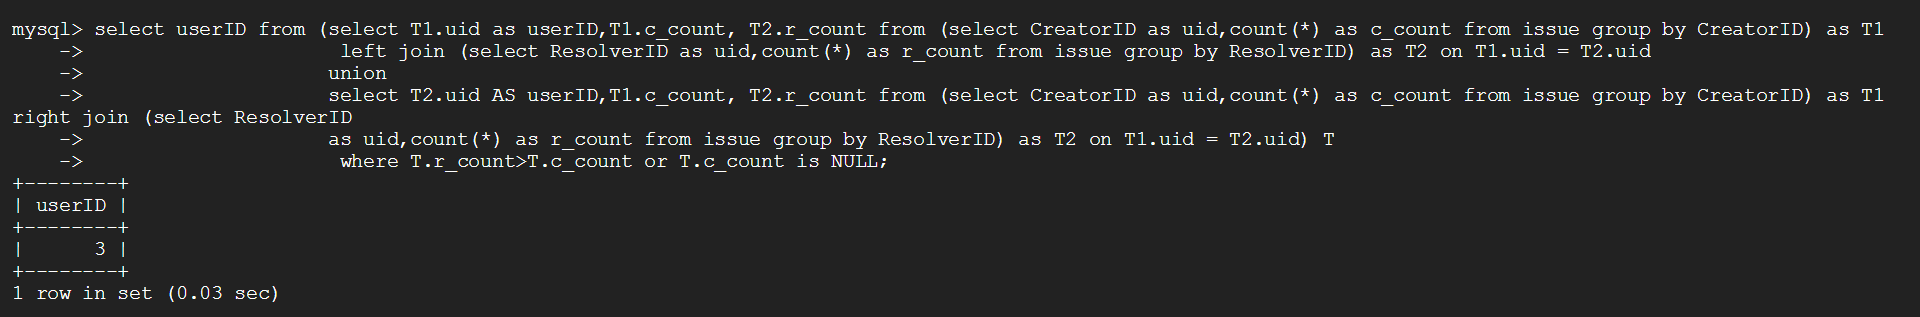 mysql> select userID from (select T1.uid as userID,T1.c_count, T2.r_count from (select CreatorID as uid,count(*) as c_count from issue group by CreatorID) as T1
    ->                      left join (select ResolverID as uid,count(*) as r_count from issue group by ResolverID) as T2 on T1.uid = T2.uid
    ->                     union
    ->                     select T2.uid AS userID,T1.c_count, T2.r_count from (select CreatorID as uid,count(*) as c_count from issue group by CreatorID) as T1
right join (select ResolverID
    ->                     as uid,count(*) as r_count from issue group by ResolverID) as T2 on T1.uid = T2.uid) T
    ->                      where T.r_count>T.c_count or T.c_count is NULL;
+--------+
| userID |
+--------+
|      3 |
+--------+
1 row in set (0.03 sec)